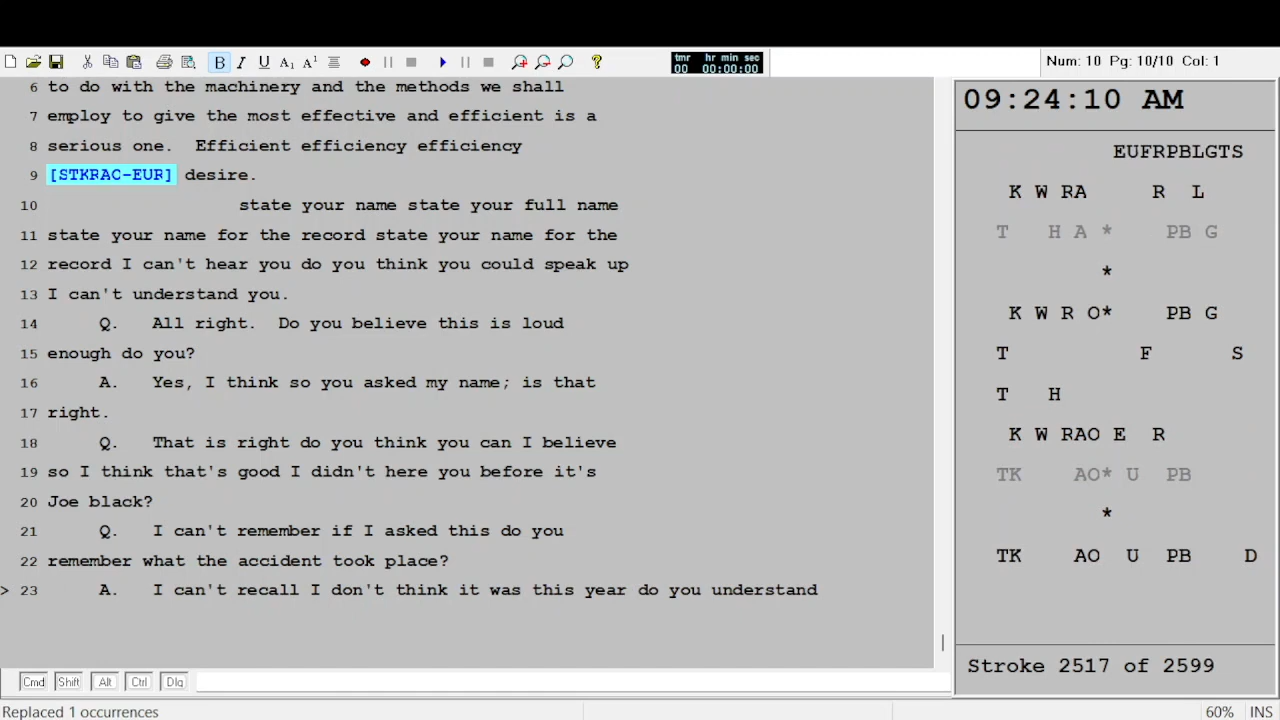 B I U A₁ A¹ tmr hr min sec
00 00:00:00
Num: 10 Pg: 10/10 Col: 1
6 to do with the machinery and the methods we shall
7 employ to give the most effective and efficient is a
8 serious one.  Efficient efficiency efficiency
9 [STKRAC-EUR] desire.
10 state your name state your full name
11 state your name for the record state your name for the
12 record I can't hear you do you think you could speak up
13 I can't understand you.
14 Q. All right.  Do you believe this is loud
15 enough do you?
16 A. Yes, I think so you asked my name; is that
17 right.
18 Q. That is right do you think you can I believe
19 so I think that's good I didn't here you before it's
20 Joe black?
21 Q. I can't remember if I asked this do you
22 remember what the accident took place?
> 23 A. I can't recall I don't think it was this year do you understand
09:24:10 AM
EUFRPBLGTS
K W RA R L
T H A * PB G
*
K W R O* PB G
T F S
T H
K W RAO E R
TK AO* U PB
*
TK AO U PB D
Stroke 2517 of 2599
Cmd Shift Alt Ctrl Dlg
Replaced 1 occurrences
60% INS